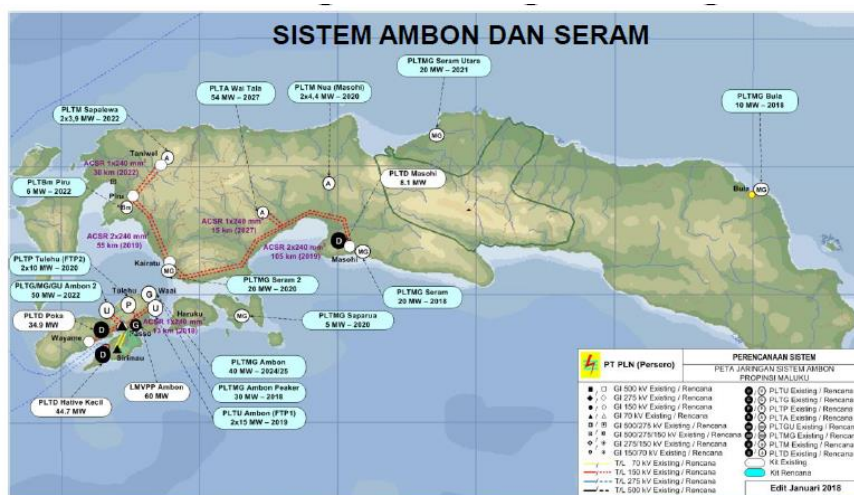 SISTEM AMBON DAN SERAM
PLTMG Seram Utara
20 MW – 2021
PLTA Wai Tala
54 MW – 2027
PLTM Nua (Masohi)
2x4,4 MW – 2020
PLTMG Bula
10 MW – 2018
PLTM Sapalewa
2x3,9 MW – 2022
Taniwel
A
MG
ACSR 1x240 mm²
30 km (2022)
PLTD Masohi
8.1 MW
PLTBm Piru
6 MW – 2022
Piru
Bm
A
A
Bula
MG
ACSR 1x240 mm²
15 km (2027)
ACSR 2x240 mm²
55 km (2019)
ACSR 2x240 mm²
105 km (2019)
D
Masohi
MG
PLTP Tulehu (FTP2)
2x10 MW – 2020
Kairatu
MG
PLTG/MG/GU Ambon 2
50 MW – 2022
Tulehu
Waai
PLTMG Seram 2
20 MW – 2020
PLTMG Seram
20 MW – 2018
U
P
G
U
Haruku
MG
PLTMG Saparua
5 MW – 2020
PLTD Poka
34.9 MW
D
G
ACSR 1x240 mm²
Wayame
D
Sirimau
PLTMG Ambon
40 MW – 2024/25
PLTD Hative Kecil
44.7 MW
LMVPP Ambon
60 MW
PLTMG Ambon Peaker
30 MW – 2018
PLTU Ambon (FTP1)
2x15 MW – 2019
PT PLN (Persero)
PERENCANAAN SISTEM
PETA JARINGAN SISTEM AMBON
PROPINSI MALUKU
GI 500 kV Existing / Rencana
GI 275 kV Existing / Rencana
GI 150 kV Existing / Rencana
GI 70 kV Existing / Rencana
GI 500/275 kV Existing / Rencana
GI 500/275/150 kV Existing / Rencana
GI 275/150 kV Existing / Rencana
GI 150/70 kV Existing / Rencana
T/L 70 kV Existing / Rencana
T/L 150 kV Existing / Rencana
T/L 275 kV Existing / Rencana
T/L 500 kV Existing / Rencana
PLTU Existing / Rencana
PLTG Existing / Rencana
PLTP Existing / Rencana
PLTA Existing / Rencana
PLTGU Existing / Rencana
PLTMG Existing / Rencana
PLTM Existing / Rencana
PLTD Existing / Rencana
Kit Existing
Kit Rencana
Edit Januari 2018